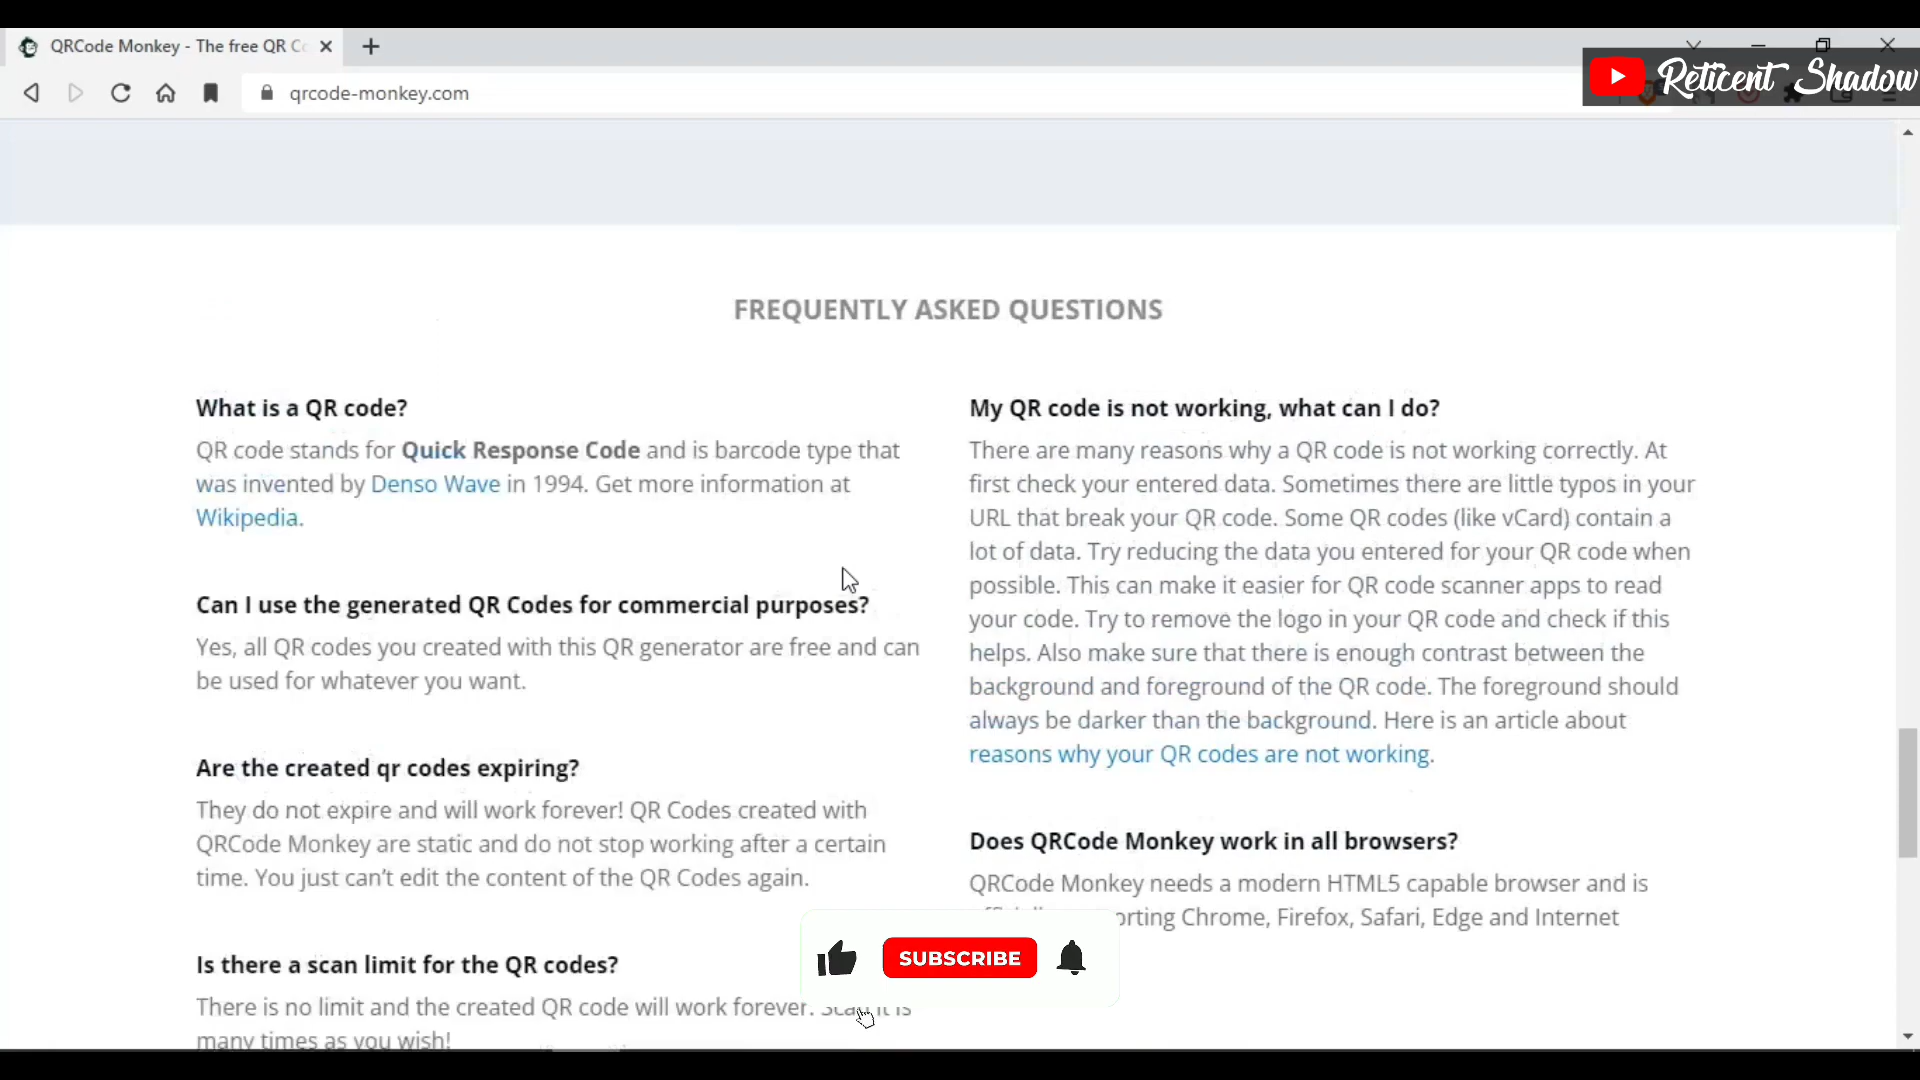 QRCode Monkey - The free QR Co
qrcode-monkey.com
Reticent Shadow
FREQUENTLY ASKED QUESTIONS
What is a QR code?
QR code stands for Quick Response Code and is barcode type that
was invented by Denso Wave in 1994. Get more information at
Wikipedia.
Can I use the generated QR Codes for commercial purposes?
Yes, all QR codes you created with this QR generator are free and can
be used for whatever you want.
Are the created qr codes expiring?
They do not expire and will work forever! QR Codes created with
QRCode Monkey are static and do not stop working after a certain
time. You just can't edit the content of the QR Codes again.
Is there a scan limit for the QR codes?
There is no limit and the created QR code will work forever. Scan it as
many times as you wish!
My QR code is not working, what can I do?
There are many reasons why a QR code is not working correctly. At
first check your entered data. Sometimes there are little typos in your
URL that break your QR code. Some QR codes (like vCard) contain a
lot of data. Try reducing the data you entered for your QR code when
possible. This can make it easier for QR code scanner apps to read
your code. Try to remove the logo in your QR code and check if this
helps. Also make sure that there is enough contrast between the
background and foreground of the QR code. The foreground should
always be darker than the background. Here is an article about
reasons why your QR codes are not working.
Does QRCode Monkey work in all browsers?
QRCode Monkey needs a modern HTML5 capable browser and is
Chrome, Firefox, Safari, Edge and Internet
SUBSCRIBE